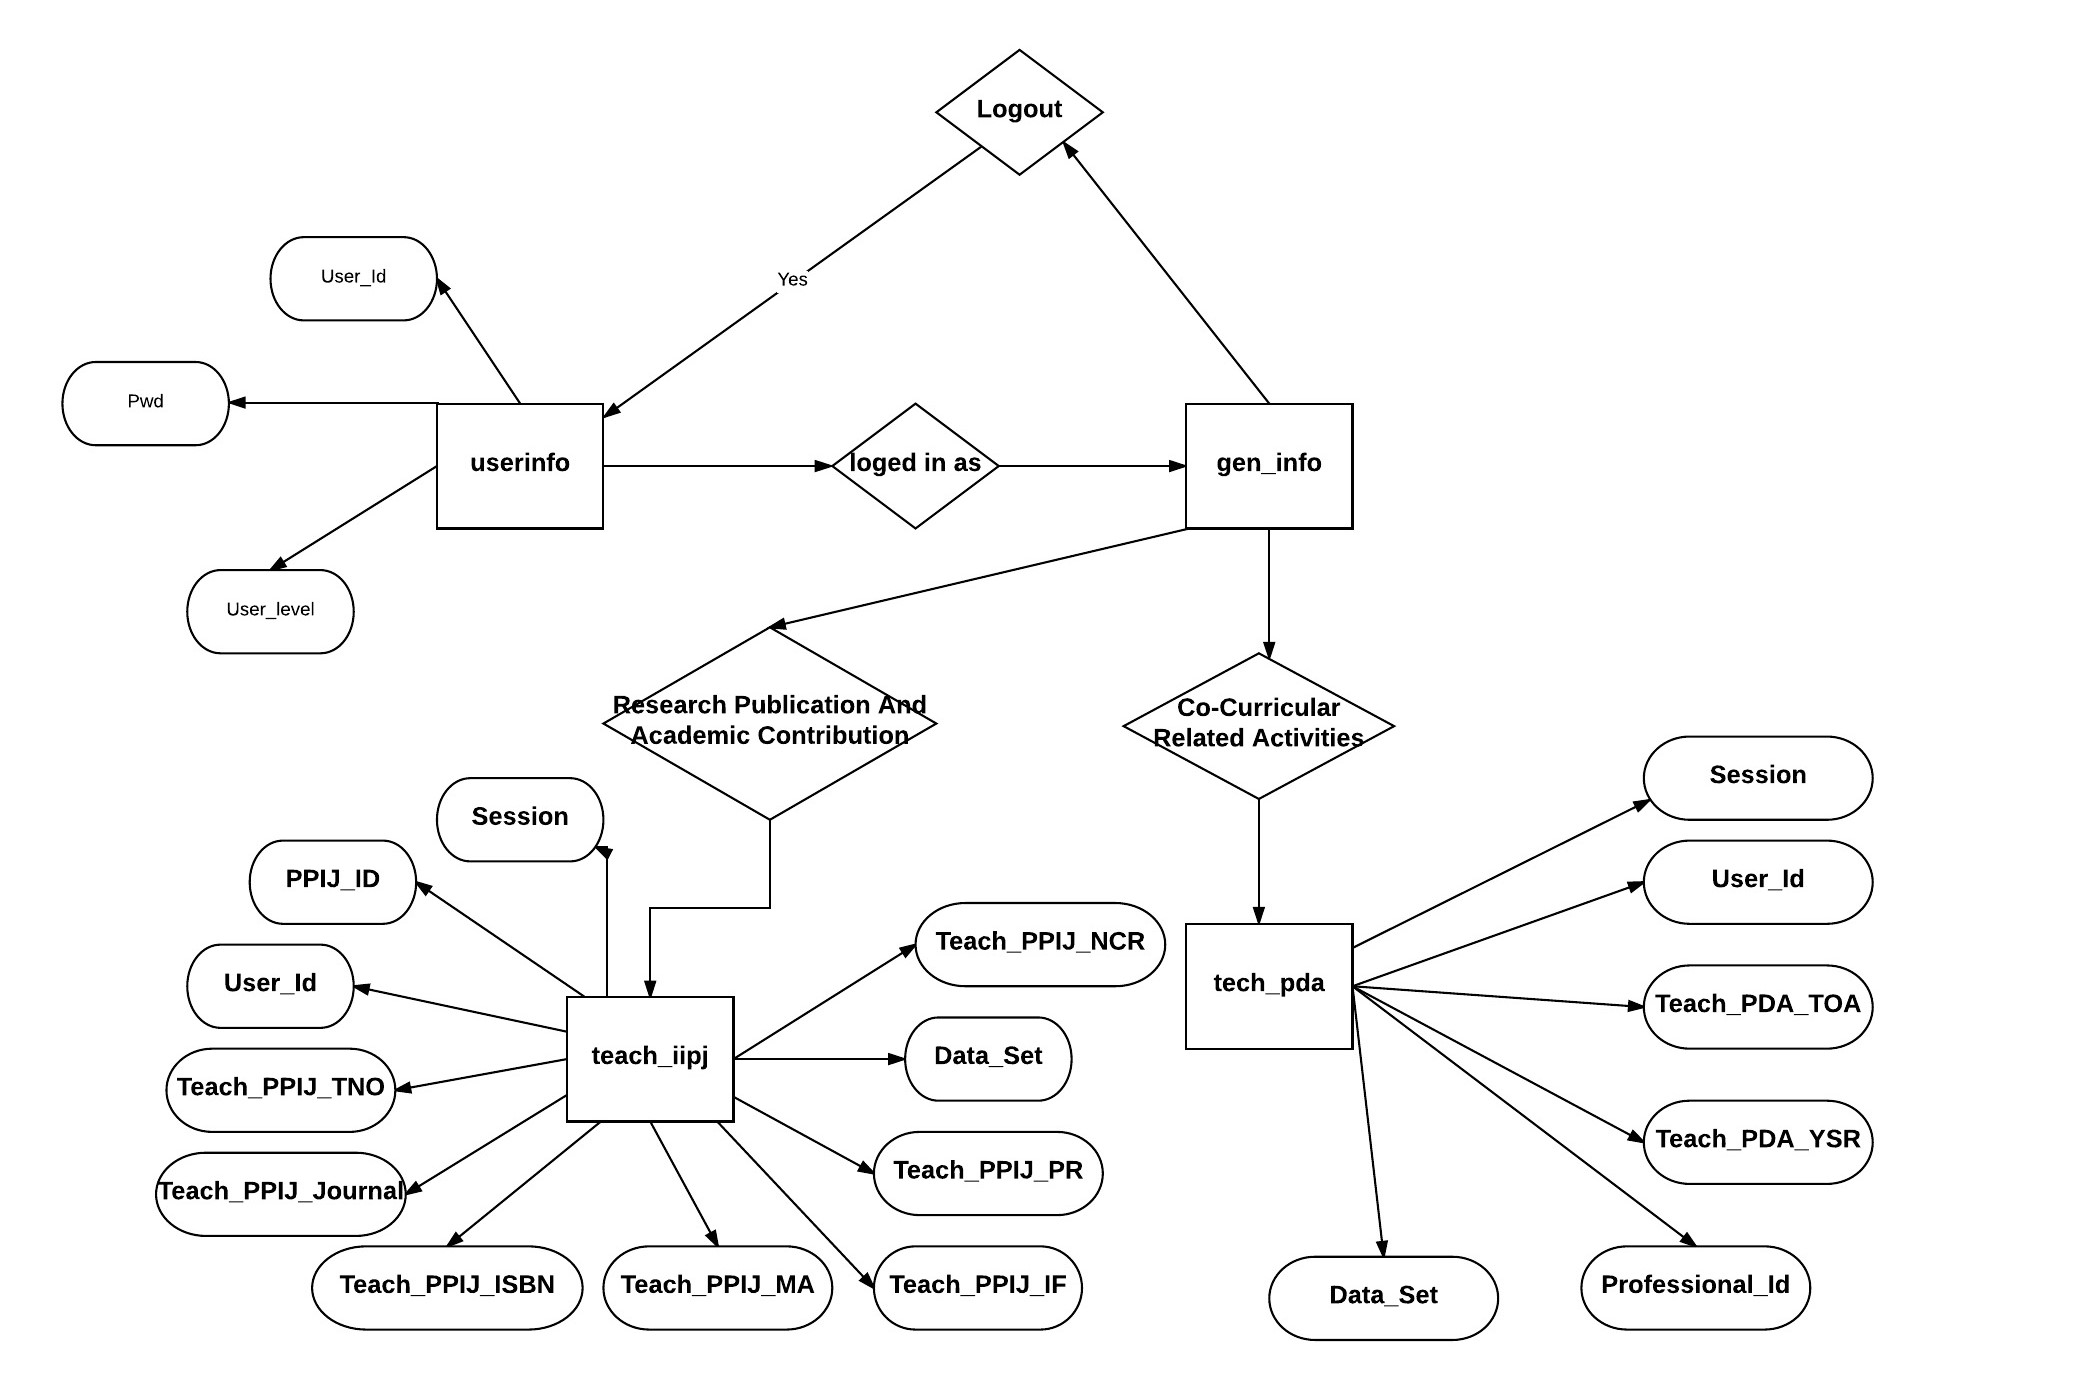 Logout
User_Id
Yes
Pwd
userinfo
loged in as
gen_info
User_level
Research Publication And
Academic Contribution
Co-Curricular
Related Activities
Session
Session
PPIJ_ID
User_Id
User_Id
Teach_PPIJ_NCR
tech_pda
Teach_PDA_TOA
teach_iipj
Data_Set
Teach_PPIJ_TNO
Teach_PDA_YSR
Teach_PPIJ_PR
Teach_PPIJ_Journal
Teach_PPIJ_ISBN
Teach_PPIJ_MA
Teach_PPIJ_IF
Data_Set
Professional_Id